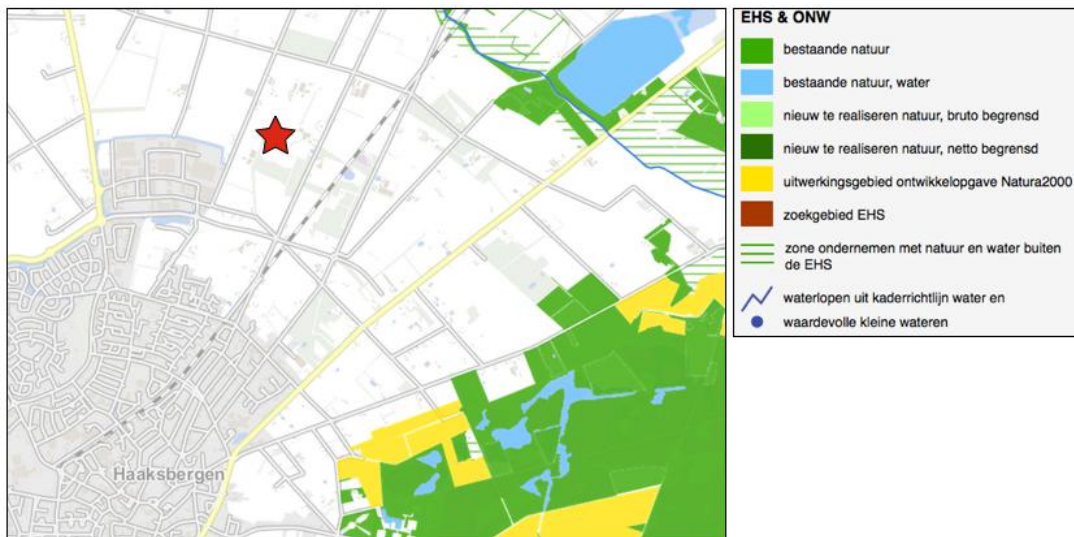 EHS & ONW
bestaande natuur
bestaande natuur, water
nieuw te realiseren natuur, bruto begrensd
nieuw te realiseren natuur, netto begrensd
uitwerkingsgebied ontwikkelopgave Natura2000
zoekgebied EHS
zone ondernemen met natuur en water buiten
de EHS
waterlopen uit kaderrichtlijn water en
waardevolle kleine wateren
Haaksbergen